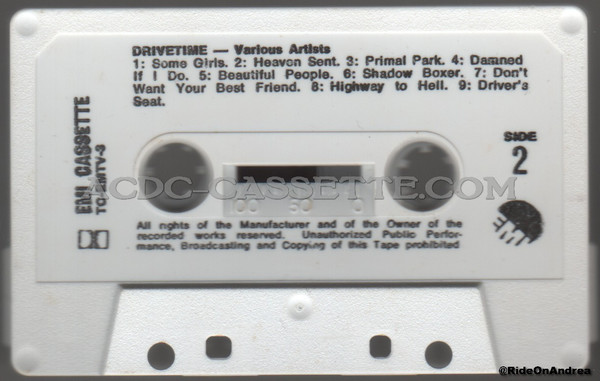 DRIVETIME — Various Artists
1: Some Girls. 2: Heaven Sent. 3: Primal Park. 4: Damned
If I Do. 5: Beautiful People. 6: Shadow Boxer. 7: Don't
Want Your Best Friend. 8: Highway to Hell. 9: Driver's
Seat.
EMI CASSETTE
SIDE
2
CDC-CASSETTE.COM
All rights of the Manufacturer and of the Owner of the
recorded works reserved. Unauthorized Public Perfor-
mance, Broadcasting and Copying of this Tape prohibited
EMI
@RideOnAndrea